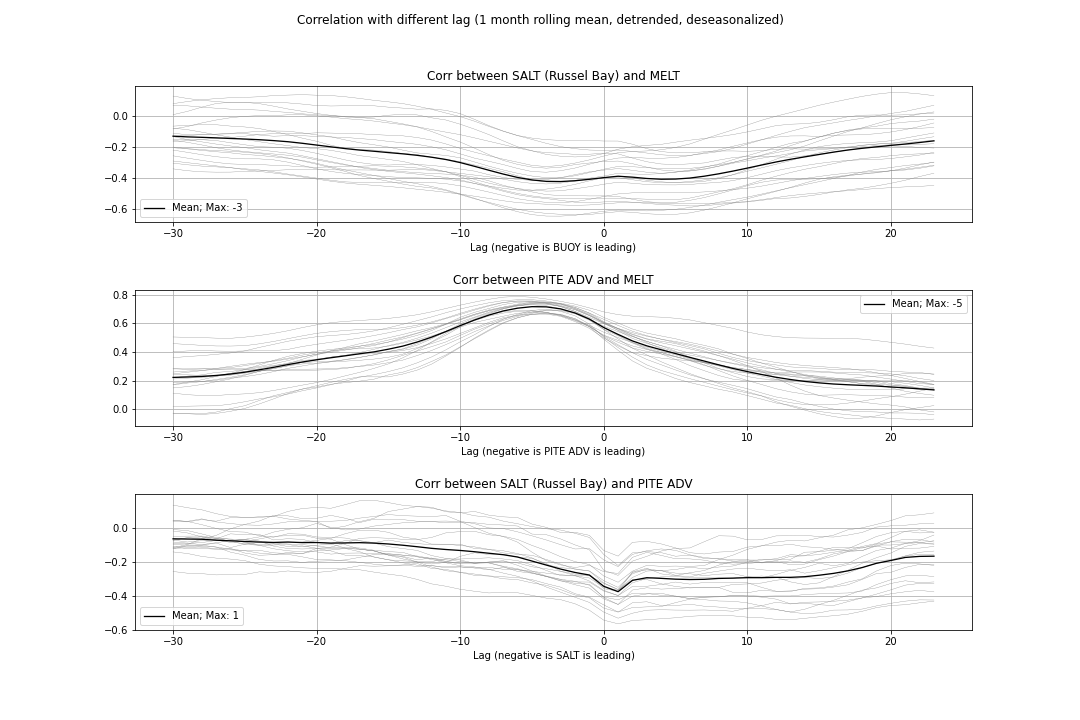 Correlation with different lag (1 month rolling mean, detrended, deseasonalized)
Corr between SALT (Russel Bay) and MELT
0.0
−0.2
−0.4
−0.6
Mean; Max: -3
−30 −20 −10 0 10 20
Lag (negative is BUOY is leading)
Corr between PITE ADV and MELT
0.8
Mean; Max: -5
0.6
0.4
0.2
0.0
−30 −20 −10 0 10 20
Lag (negative is PITE ADV is leading)
Corr between SALT (Russel Bay) and PITE ADV
0.0
−0.2
−0.4
Mean; Max: 1
−0.6
−30 −20 −10 0 10 20
Lag (negative is SALT is leading)